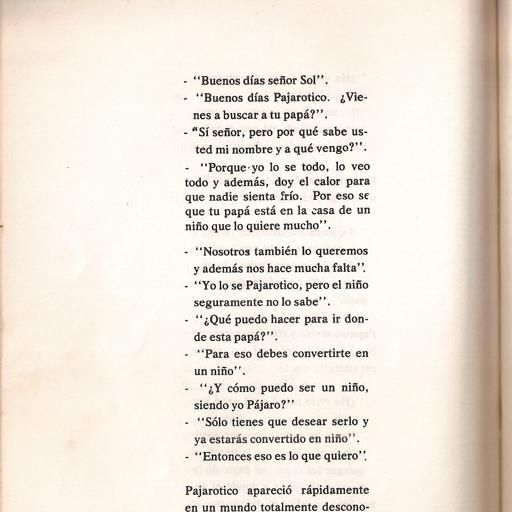 - "Buenos días señor Sol".
- "Buenos días Pajarotico. ¿Vie-
nes a buscar a tu papá?".
- "Sí señor, pero por qué sabe us-
ted mi nombre y a qué vengo?".
- "Porque yo lo se todo, lo veo
todo y además, doy el calor para
que nadie sienta frío. Por eso se
que tu papá está en la casa de un
niño que lo quiere mucho".
- "Nosotros también lo queremos
y además nos hace mucha falta".
- "Yo lo se Pajarotico, pero el niño
seguramente no lo sabe".
- "¿Qué puedo hacer para ir don-
de esta papá?".
- "Para eso debes convertirte en
un niño".
- "¿Y cómo puedo ser un niño,
siendo yo Pájaro?"
- "Sólo tienes que desear serlo y
ya estarás convertido en niño".
- "Entonces eso es lo que quiero".
Pajarotico apareció rápidamente
en un mundo totalmente descono-